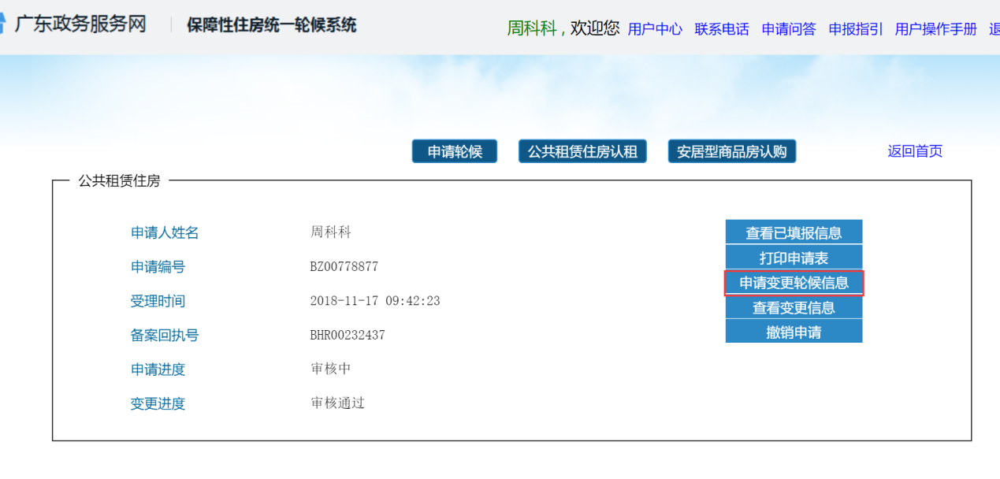 广东政务服务网 保障性住房统一轮候系统 周科科，欢迎您 用户中心 联系电话 申请问答 申报指引 用户操作手册 退
申请轮候 公共租赁住房认租 安居型商品房认购 返回首页
公共租赁住房
申请人姓名 周科科 查看已填报信息
打印申请表
申请编号 BZ00778877
申请变更轮候信息
受理时间 2018-11-17 09:42:23 查看变更信息
备案回执号 BHR00232437 撤销申请
申请进度 审核中
变更进度 审核通过